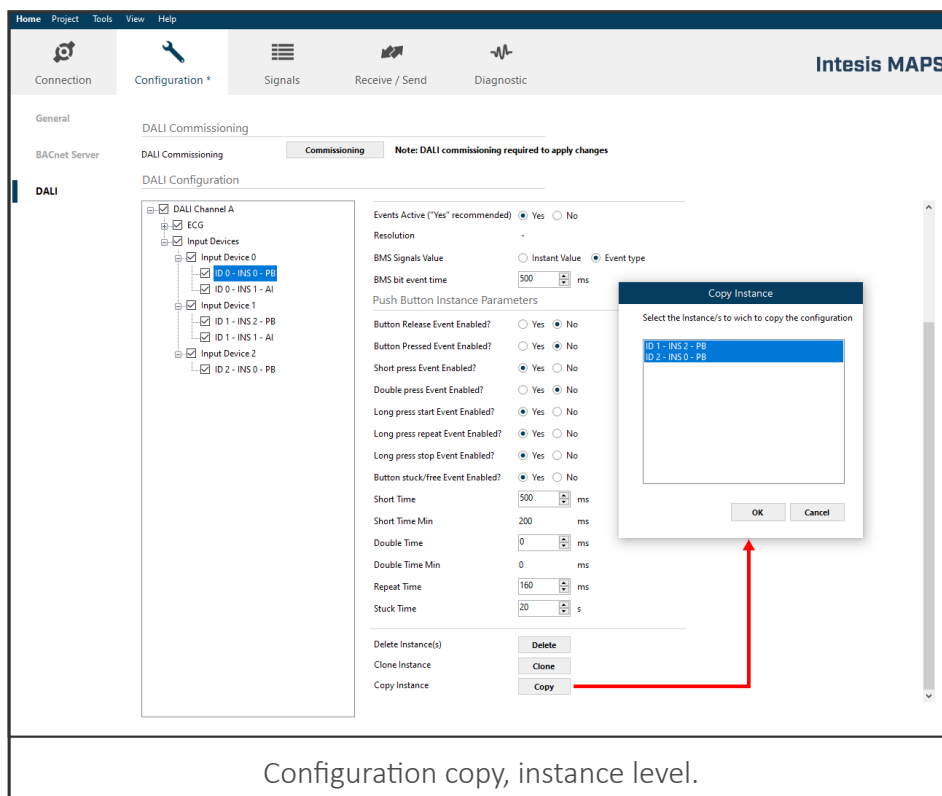 Home Project Tools View Help
Connection Configuration * Signals Receive / Send Diagnostic
Intesis MAPS
General
BACnet Server
DALI
DALI Commissioning
DALI Commissioning Commissioning Note: DALI commissioning required to apply changes
DALI Configuration
DALI Channel A
ECG
Input Devices
Input Device 0
ID 0 - INS 0 - PB
ID 0 - INS 1 - AI
Input Device 1
ID 1 - INS 2 - PB
ID 1 - INS 1 - AI
Input Device 2
ID 2 - INS 0 - PB
Events Active ("Yes" recommended) Yes No
Resolution -
BMS Signals Value Instant Value Event type
BMS bit event time 500 ms
Push Button Instance Parameters
Button Release Event Enabled? Yes No
Button Pressed Event Enabled? Yes No
Short press Event Enabled? Yes No
Double press Event Enabled? Yes No
Long press start Event Enabled? Yes No
Long press repeat Event Enabled? Yes No
Long press stop Event Enabled? Yes No
Button stuck/free Event Enabled? Yes No
Short Time 500 ms
Short Time Min 200 ms
Double Time 0 ms
Double Time Min 0 ms
Repeat Time 160 ms
Stuck Time 20 s
Delete Instance(s) Delete
Clone Instance Clone
Copy Instance Copy
Copy Instance
Select the Instance/s to wich to copy the configuration
ID 1 - INS 2 - PB
ID 2 - INS 0 - PB
OK Cancel
Configuration copy, instance level.